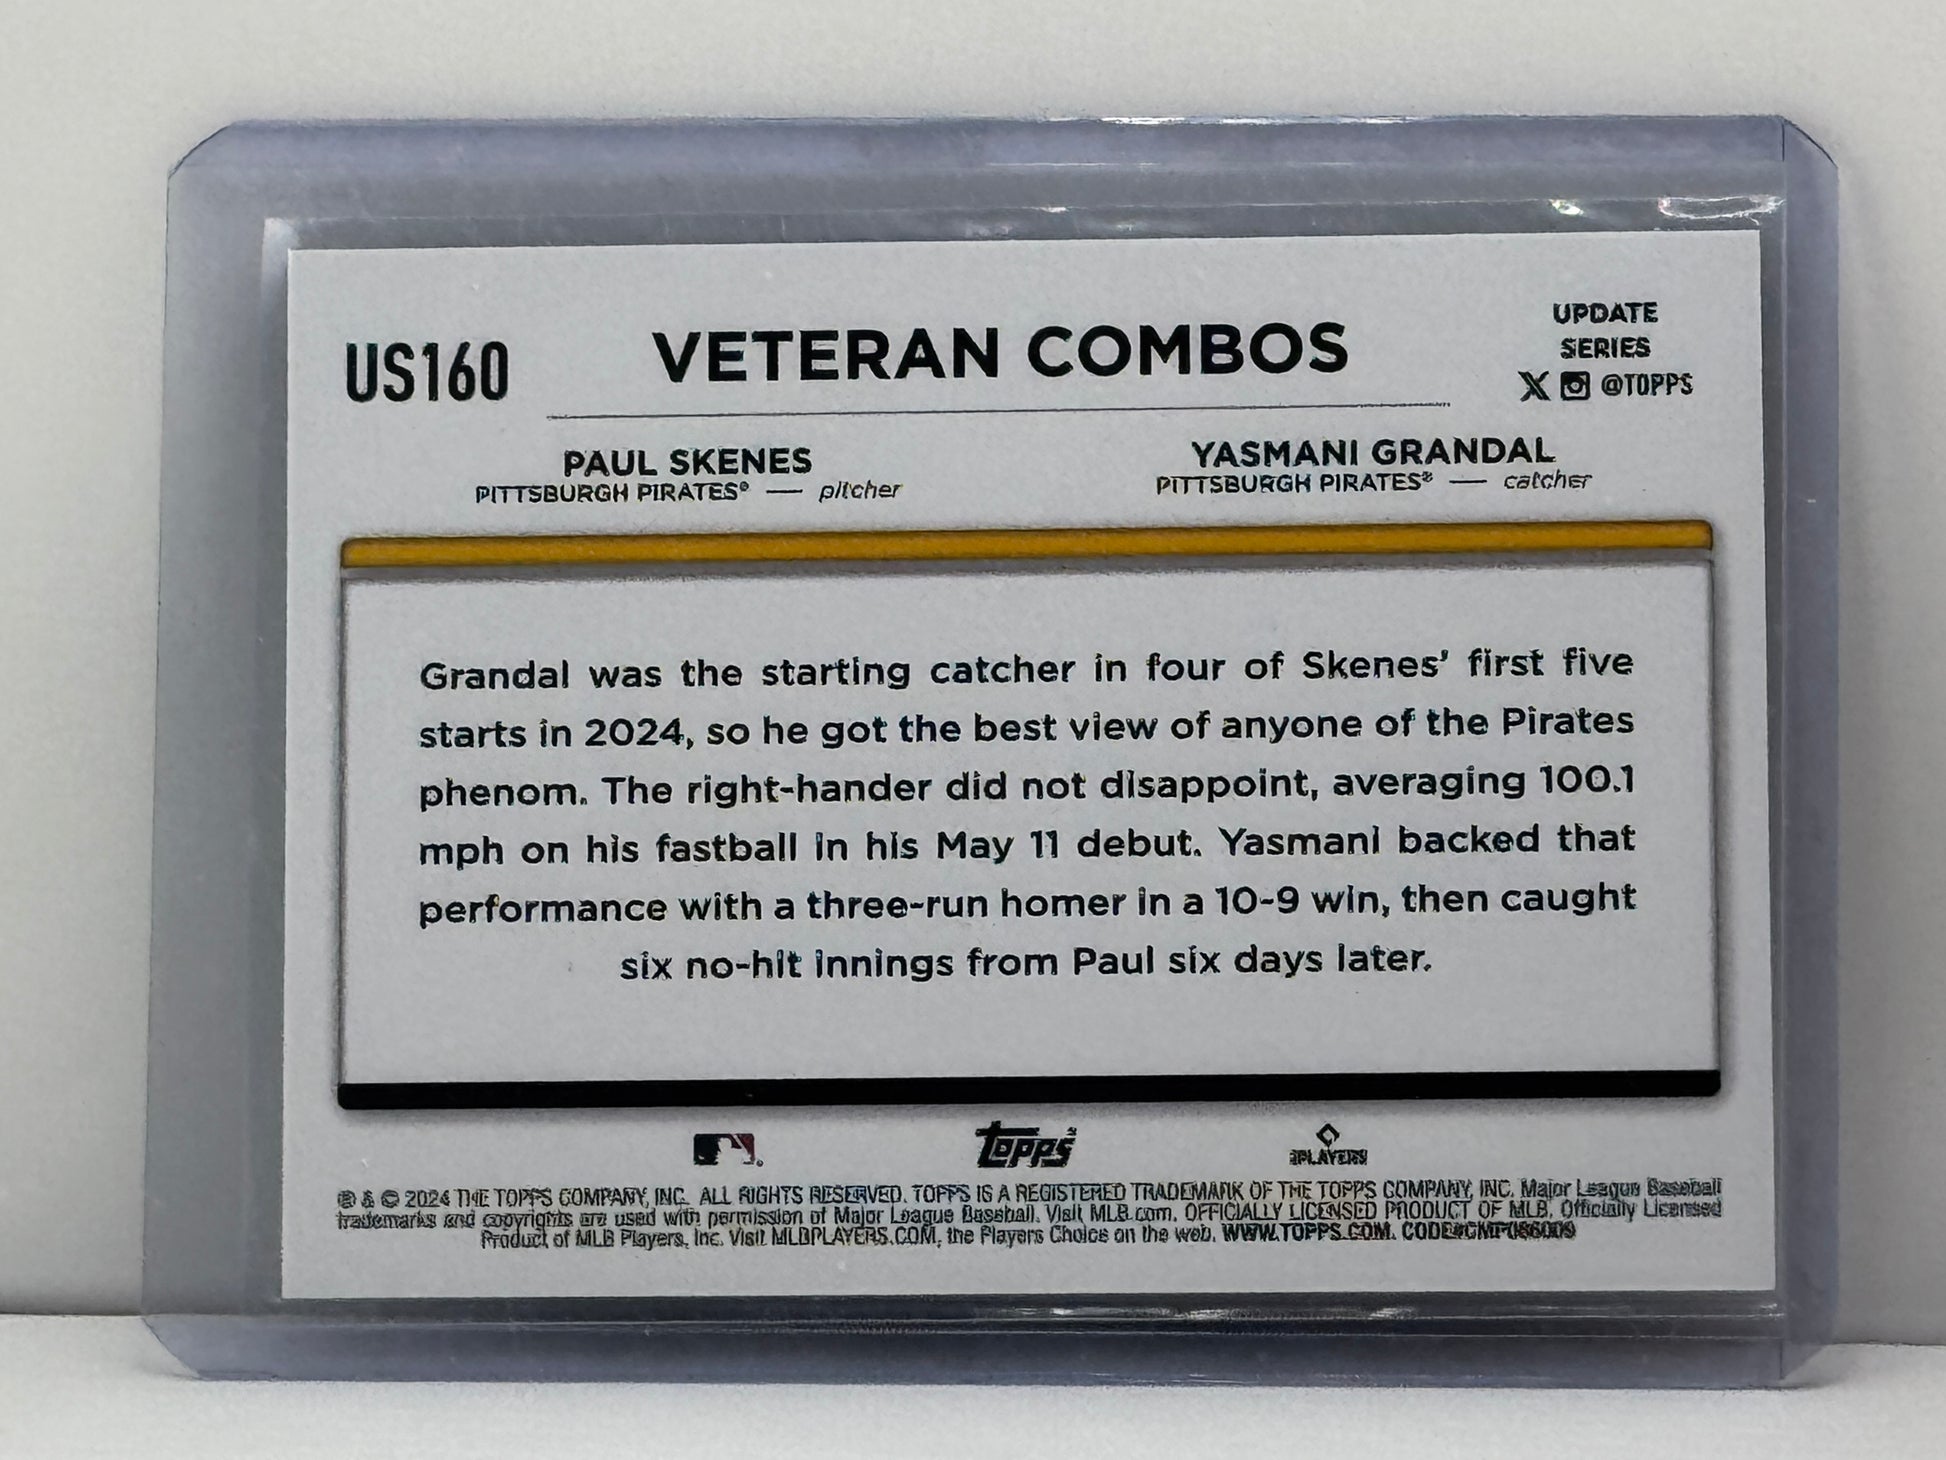 US160
VETERAN COMBOS
UPDATE
SERIES
@TOPPS
PAUL SKENES
PITTSBURGH PIRATES® — pitcher
YASMANI GRANDAL
PITTSBURGH PIRATES® — catcher
Grandal was the starting catcher in four of Skenes' first five
starts in 2024, so he got the best view of anyone of the Pirates
phenom. The right-hander did not disappoint, averaging 100.1
mph on his fastball in his May 11 debut. Yasmani backed that
performance with a three-run homer in a 10-9 win, then caught
six no-hit innings from Paul six days later.
Topps
PLAYERS
® & © 2024 THE TOPPS COMPANY, INC. ALL RIGHTS RESERVED. TOPPS IS A REGISTERED TRADEMARK OF THE TOPPS COMPANY, INC. Major League Baseball
trademarks and copyrights are used with permission of Major League Baseball. Visit MLB.com. OFFICIALLY LICENSED PRODUCT OF MLB. Officially Licensed
Product of MLB Players, Inc. Visit MLBPLAYERS.COM, the Players Choice on the web. WWW.TOPPS.COM.